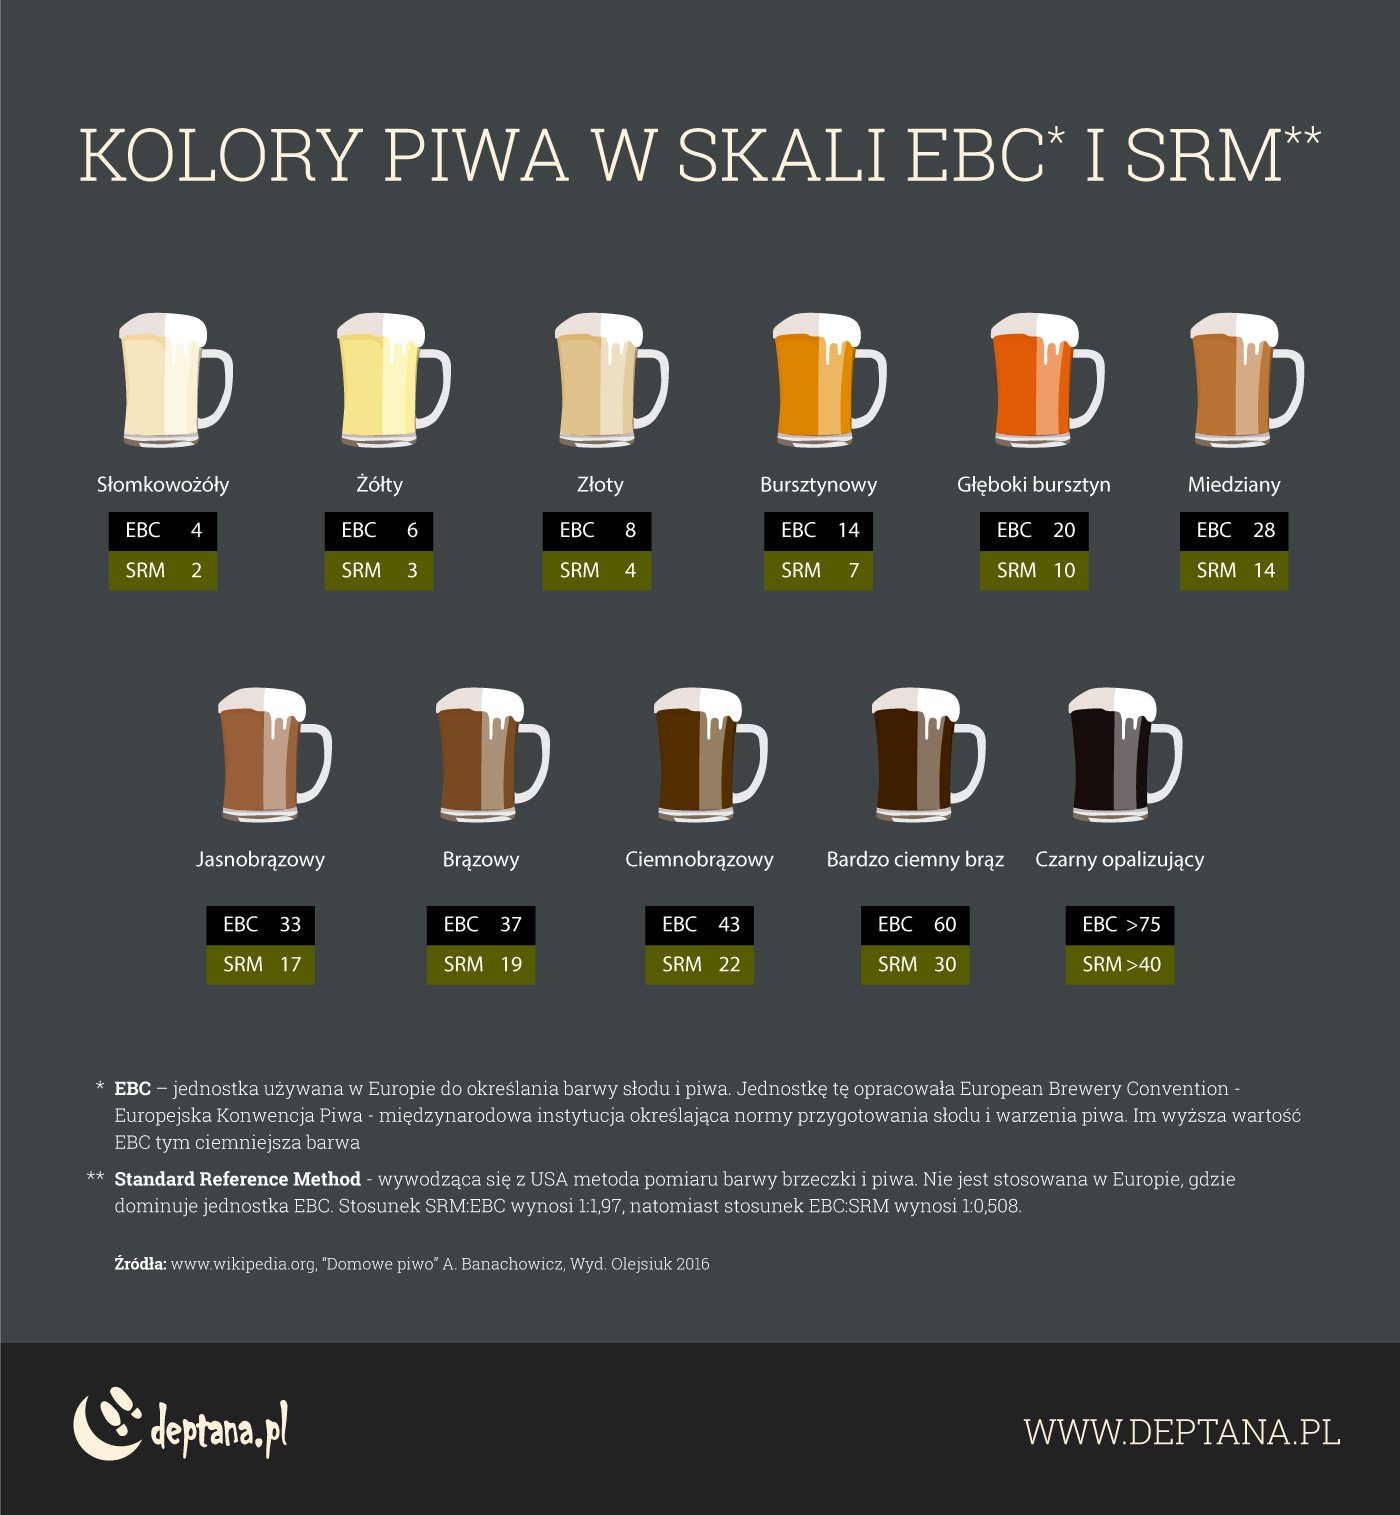 KOLORY PIWA W SKALI EBC* I SRM**
Słomkowożóły Żółty Złoty Bursztynowy Głęboki bursztyn Miedziany
EBC 4 EBC 6 EBC 8 EBC 14 EBC 20 EBC 28
SRM 2 SRM 3 SRM 4 SRM 7 SRM 10 SRM 14
Jasnobrązowy Brązowy Ciemnobrązowy Bardzo ciemny brąz Czarny opalizujący
EBC 33 EBC 37 EBC 43 EBC 60 EBC >75
SRM 17 SRM 19 SRM 22 SRM 30 SRM >40
* EBC – jednostka używana w Europie do określania barwy słodu i piwa. Jednostkę tę opracowała European Brewery Convention -
Europejska Konwencja Piwa - międzynarodowa instytucja określająca normy przygotowania słodu i warzenia piwa. Im wyższa wartość
EBC tym ciemniejsza barwa
** Standard Reference Method - wywodząca się z USA metoda pomiaru barwy brzeczki i piwa. Nie jest stosowana w Europie, gdzie
dominuje jednostka EBC. Stosunek SRM:EBC wynosi 1:1,97, natomiast stosunek EBC:SRM wynosi 1:0,508.
Źródła: www.wikipedia.org, “Domowe piwo” A. Banachowicz, Wyd. Olejsiuk 2016
deptana.pl
WWW.DEPTANA.PL